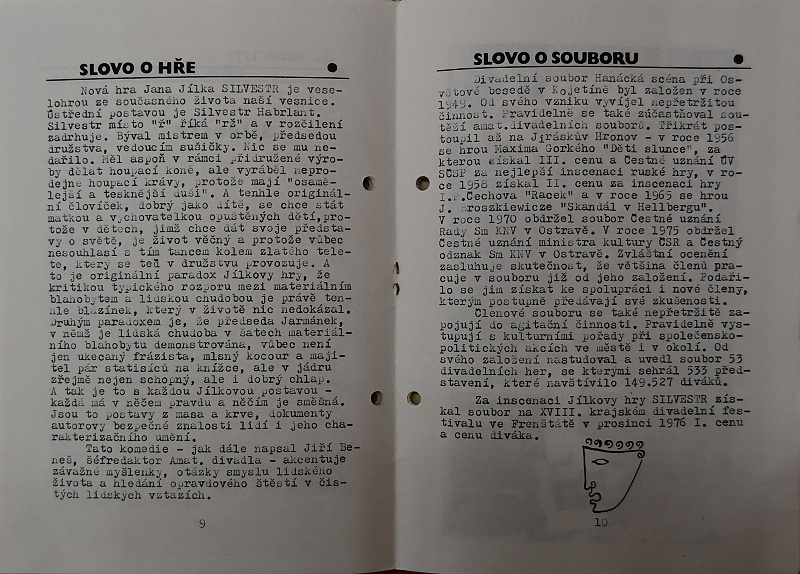 SLOVO O HŘE
Nová hra Jana Jílka SILVESTR je vese-
lohrou ze současného života naší vesnice.
Ústřední postavou je Silvestr Habrlant.
Silvestr místo "ř" říká "rž" a v rozčilení
zadrhuje. Býval mistrem v orbě, předsedou
družstva, vedoucím sušičky. Nic se mu ne-
dařilo. Měl aspoň v rámci přidružené výro-
by dělat houpací koně, ale vyráběl nepro-
dejné houpací krávy, protože mají "osamě-
lejší a tesknější duši". A tenhle originál-
ní človíček, dobrý jako dítě, se chce stát
matkou a vychovatelkou opuštěných dětí,pro-
tože v dětech, jimž chce dát svoje představ-
vy o světě, je život věčný a protože vůbec
nesouhlasí s tím tancem kolem zlatého tele-
te, který se teď v družstvu provozuje. A
to je originální paradox Jílkovy hry, že
kritikou typického rozporu mezi materiálním
blahobytem a lidskou chudobou je právě ten-
hle blázínek, který v životě nic nedokázal.
Druhým paradoxem je, že předseda Jarmánek,
v němž je lidská chudoba v šatech materiál-
ního blahobytu demonstrována, vůbec není
jen ukecaný frázista, mlsný kocour a maji-
tel pár statisíců na knížce, ale v jádru
zřejmě nejen schopný, ale i dobrý chlap.
A tak je to s každou Jílkovou postavou -
každá má v něčem pravdu a něčím je směšná.
Jsou to postavy z masa a krve, dokumenty
autorovy bezpečné znalosti lidí i jeho cha-
rakterizačního umění.
Tato komedie - jak dále napsal Jiří Be-
neš, šéfredaktor Amat. divadla - akcentuje
závažné myšlenky, otázky smyslu lidského
života a hledání opravdového štěstí v čis-
tých lidských vztazích.
9
SLOVO O SOUBORU
Divadelní soubor Hanácká scéna při Os-
větové besedě v Kojetíně byl založen v roce
1949. Od svého vzniku vyvíjel nepřetržitou
činnost. Pravidelně se také zúčastňoval sou-
těží amat.divadelních souborů. Třikrát pos-
toupil až na Jiráskův Hronov - v roce 1956
se hrou Maxima Gorkého "Děti slunce", za
kterou získal III. cenu a Čestné uznání ÚV
SČSP za nejlepší inscenaci ruské hry, v ro-
ce 1958 získal II. cenu za inscenaci hry
I.P.Čechova "Racek" a v roce 1965 se hrou
J. Broszkiewicze "Skandál v Hellbergu".
V roce 1970 obdržel soubor Čestné uznání
Rady Sm KNV v Ostravě. V roce 1975 obdržel
Čestné uznání ministra kultury ČSR a Čestný
odznak Sm KNV v Ostravě. Zvláštní ocenění
zasluhuje skutečnost, že většina členů pra-
cuje v souboru již od jeho založení. Podaři-
lo se jim získat ke spolupráci i nové členy,
kterým postupně předávají své zkušenosti.
Členové souboru se také nepřetržitě za-
pojují do agitační činnosti. Pravidelně vys-
tupují s kulturními pořady při společensko-
politických akcích ve městě i v okolí. Od
svého založení nastudoval a uvedl soubor 53
divadelních her, se kterými sehrál 533 před-
stavení, které navštívilo 149.527 diváků.
Za inscenaci Jílkovy hry SILVESTR zís-
kal soubor na XVIII. krajském divadelní fes-
tivalu ve Frenštátě v prosinci 1976 I. cenu
a cenu diváka.
10